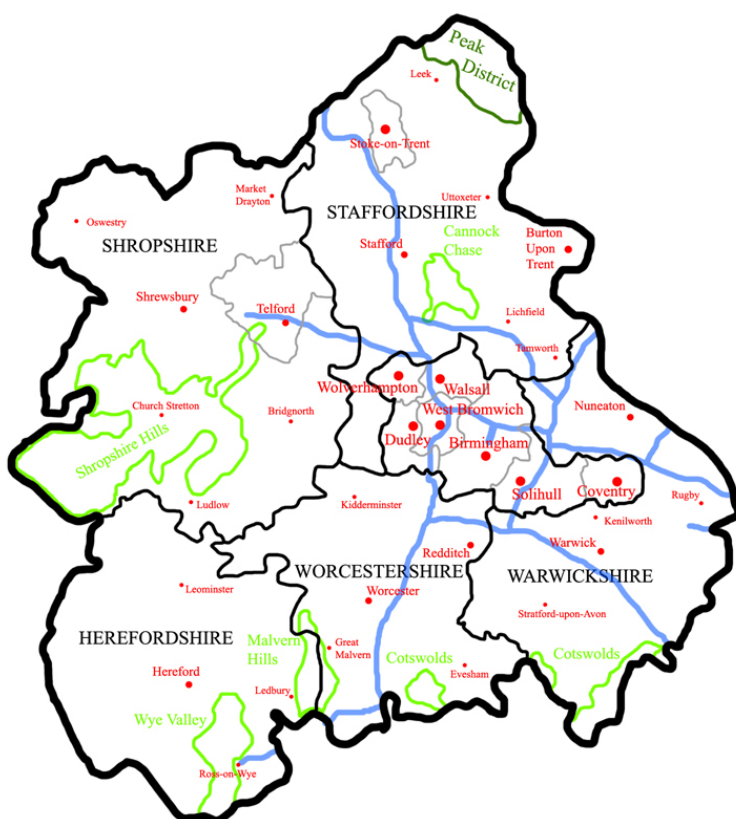 Peak
District
Leek
Stoke-on-Trent
Market
Drayton
Uttoxeter
Oswestry
STAFFORDSHIRE
SHROPSHIRE
Stafford
Cannock
Chase
Burton
Upon
Trent
Shrewsbury
Telford
Lichfield
Tamworth
Wolverhampton
Walsall
Church Stretton
Bridgnorth
West Bromwich
Nuneaton
Dudley
Birmingham
Shropshire Hills
Solihull
Coventry
Ludlow
Kidderminster
Rugby
Kenilworth
Redditch
Warwick
WORCESTERSHIRE
WARWICKSHIRE
Leominster
Worcester
Stratford-upon-Avon
HEREFORDSHIRE
Malvern
Hills
Great
Malvern
Cotswolds
Cotswolds
Hereford
Evesham
Ledbury
Wye Valley
Ross-on-Wye